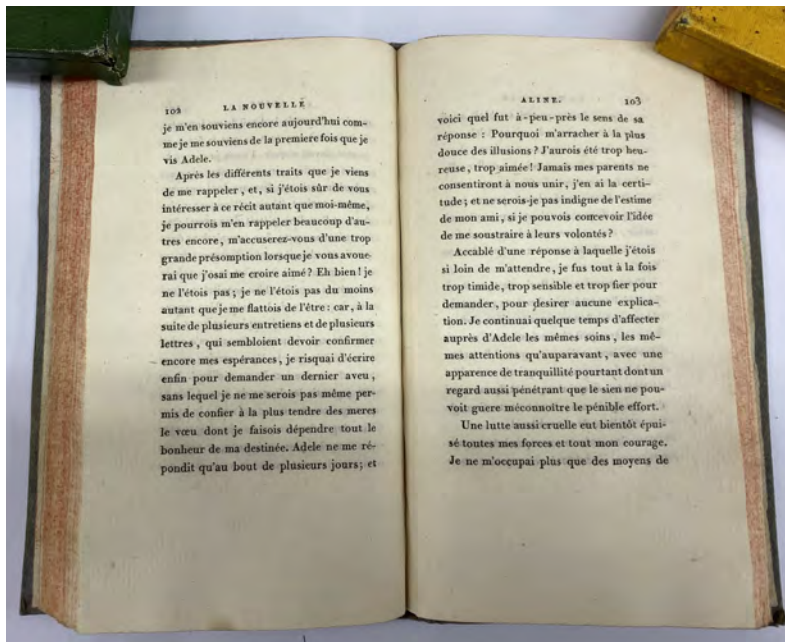 102 LA NOUVELLE
je m'en souviens encore aujourd'hui com-
me je me souviens de la premiere fois que je
vis Adele.
Après les différents traits que je viens
de me rappeler, et, si j'étois sûr de vous
intéresser à ce récit autant que moi-même,
je pourrois m'en rappeler beaucoup d'au-
tres encore, m'accuserez-vous d'une trop
grande présomption lorsque je vous avoue-
rai que j'osai me croire aimé? Eh bien! je
ne l'étois pas; je ne l'étois pas du moins
autant que je me flattois de l'être: car, à la
suite de plusieurs entretiens et de plusieurs
lettres, qui sembloient devoir confirmer
encore mes espérances, je risquai d'écrire
enfin pour demander un dernier aveu,
sans lequel je ne me serois pas même per-
mis de confier à la plus tendre des meres
le vœu dont je faisois dépendre tout le
bonheur de ma destinée. Adele ne me ré-
pondit qu'au bout de plusieurs jours; et
ALINE. 103
voici quel fut à-peu-près le sens de sa
réponse : Pourquoi m'arracher à la plus
douce des illusions? J'aurois été trop heu-
reuse, trop aimée! Jamais mes parents ne
consentiront à nous unir, j'en ai la certi-
tude; et ne serois-je pas indigne de l'estime
de mon ami, si je pouvois concevoir l'idée
de me soustraire à leurs volontés?
Accablé d'une réponse à laquelle j'étois
si loin de m'attendre, je fus tout à la fois
trop timide, trop sensible et trop fier pour
demander, pour desirer aucune explica-
tion. Je continuai quelque temps d'affecter
auprès d'Adele les mêmes soins, les mê-
mes attentions qu'auparavant, avec une
apparence de tranquillité pourtant dont un
regard aussi pénétrant que le sien ne pou-
voit guere méconnoître le pénible effort.
Une lutte aussi cruelle eut bientôt épui-
sé toutes mes forces et tout mon courage.
Je ne m'occupai plus que des moyens de